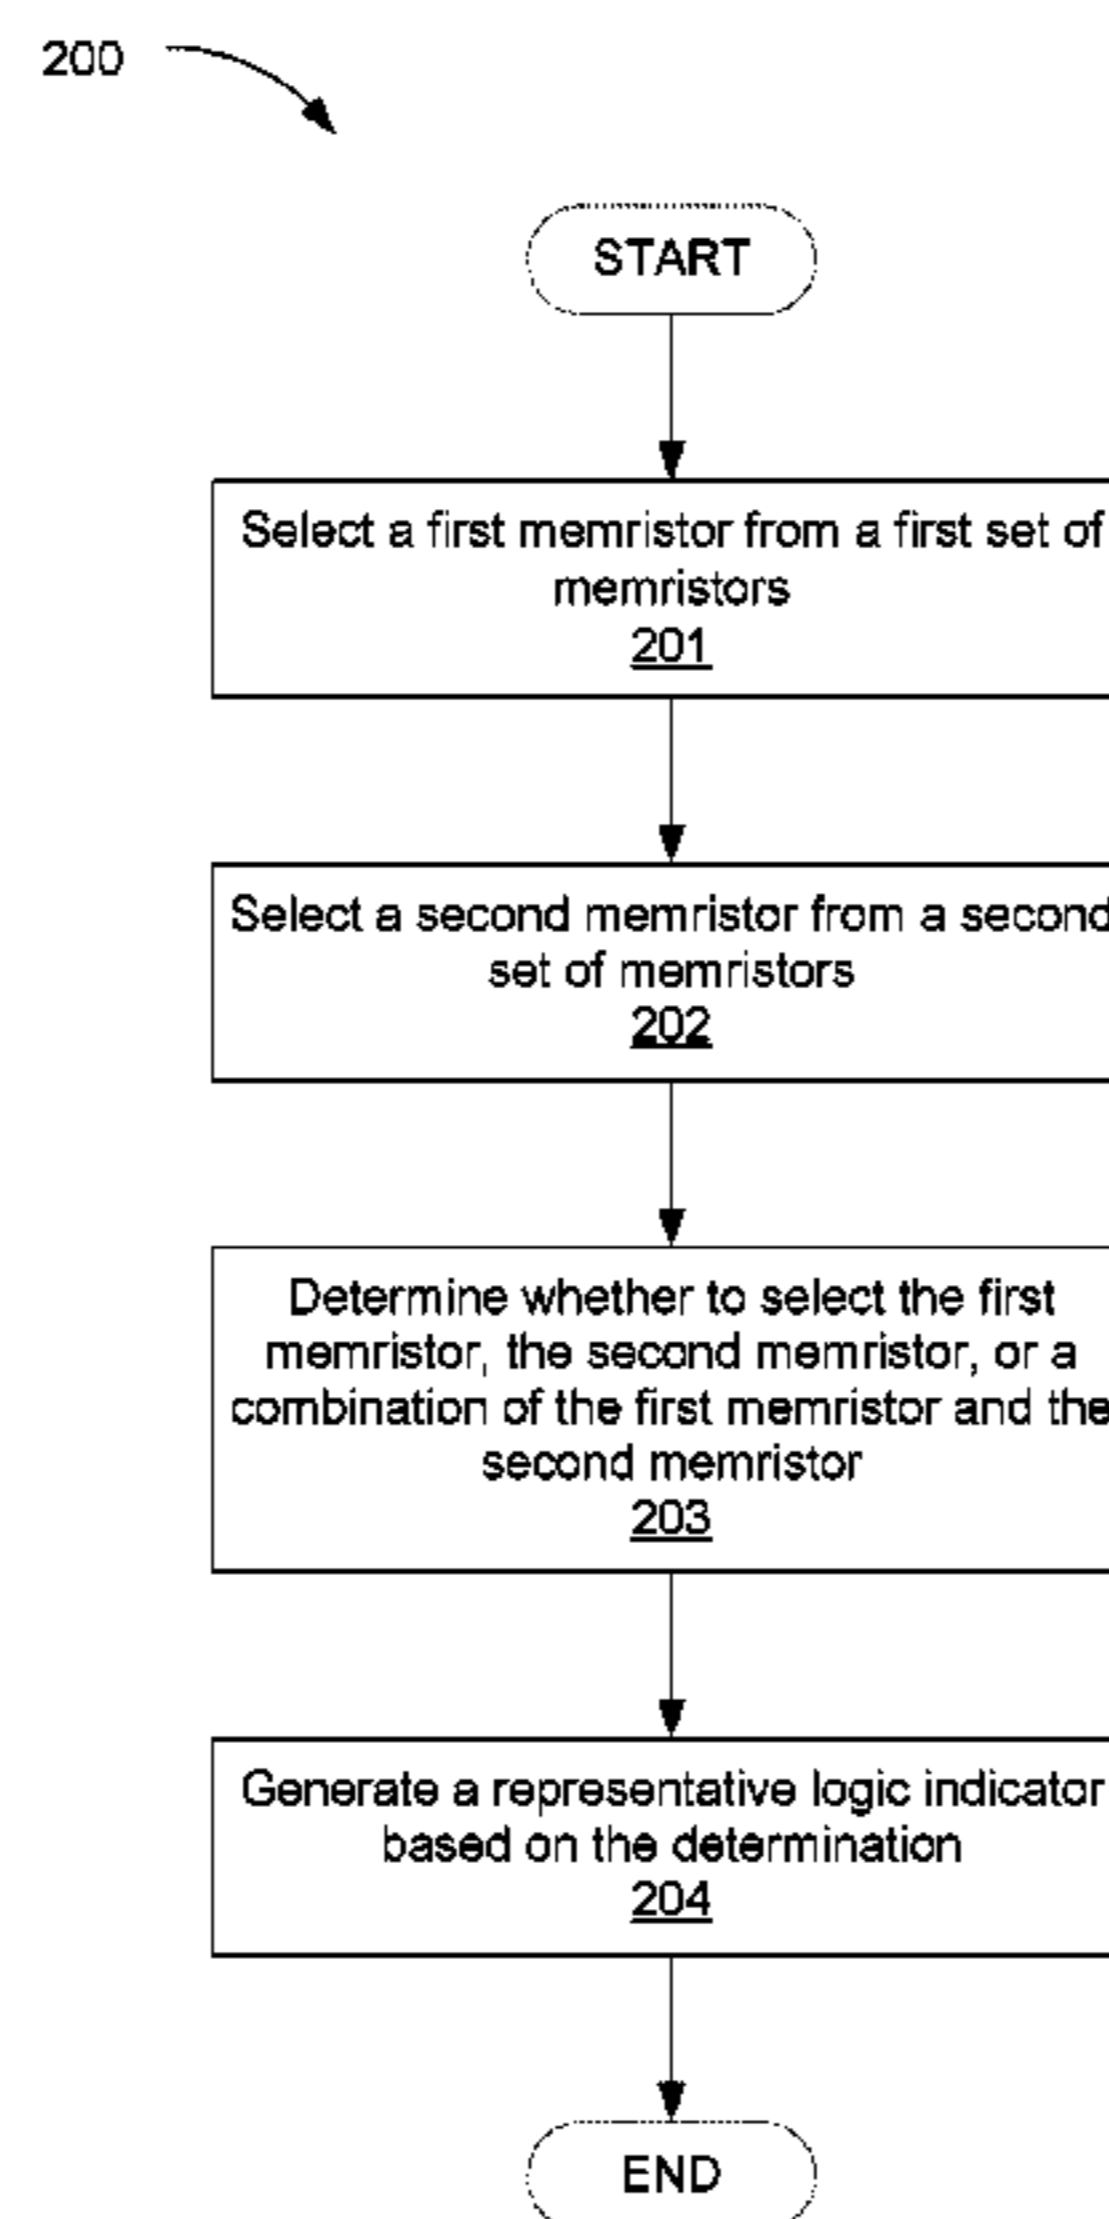 200
START
Select a first memristor from a first set of
memristors
201
Select a second memristor from a second
set of memristors
202
Determine whether to select the first
memristor, the second memristor, or a
combination of the first memristor and the
second memristor
203
Generate a representative logic indicator
based on the determination
204
END